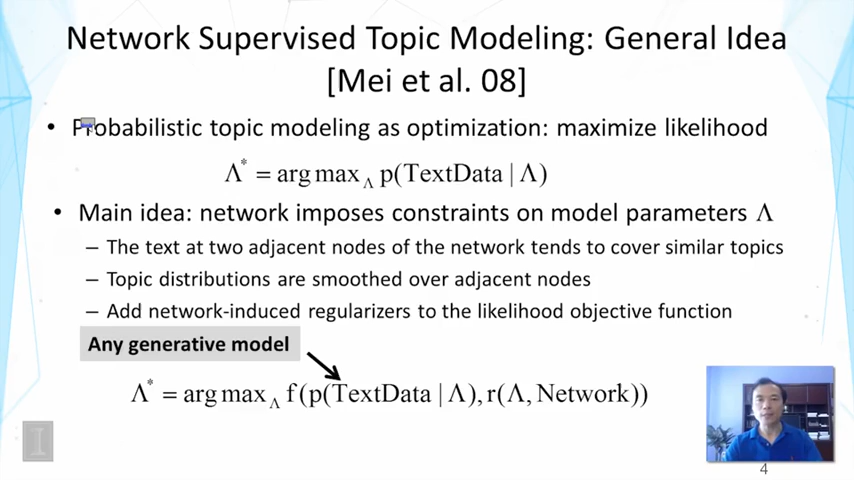 Network Supervised Topic Modeling: General Idea
[Mei et al. 08]
• Probabilistic topic modeling as optimization: maximize likelihood
Λ* = arg max_Λ p(TextData | Λ)
• Main idea: network imposes constraints on model parameters Λ
– The text at two adjacent nodes of the network tends to cover similar topics
– Topic distributions are smoothed over adjacent nodes
– Add network-induced regularizers to the likelihood objective function
Any generative model
Λ* = arg max_Λ f(p(TextData | Λ), r(Λ, Network))
I
4